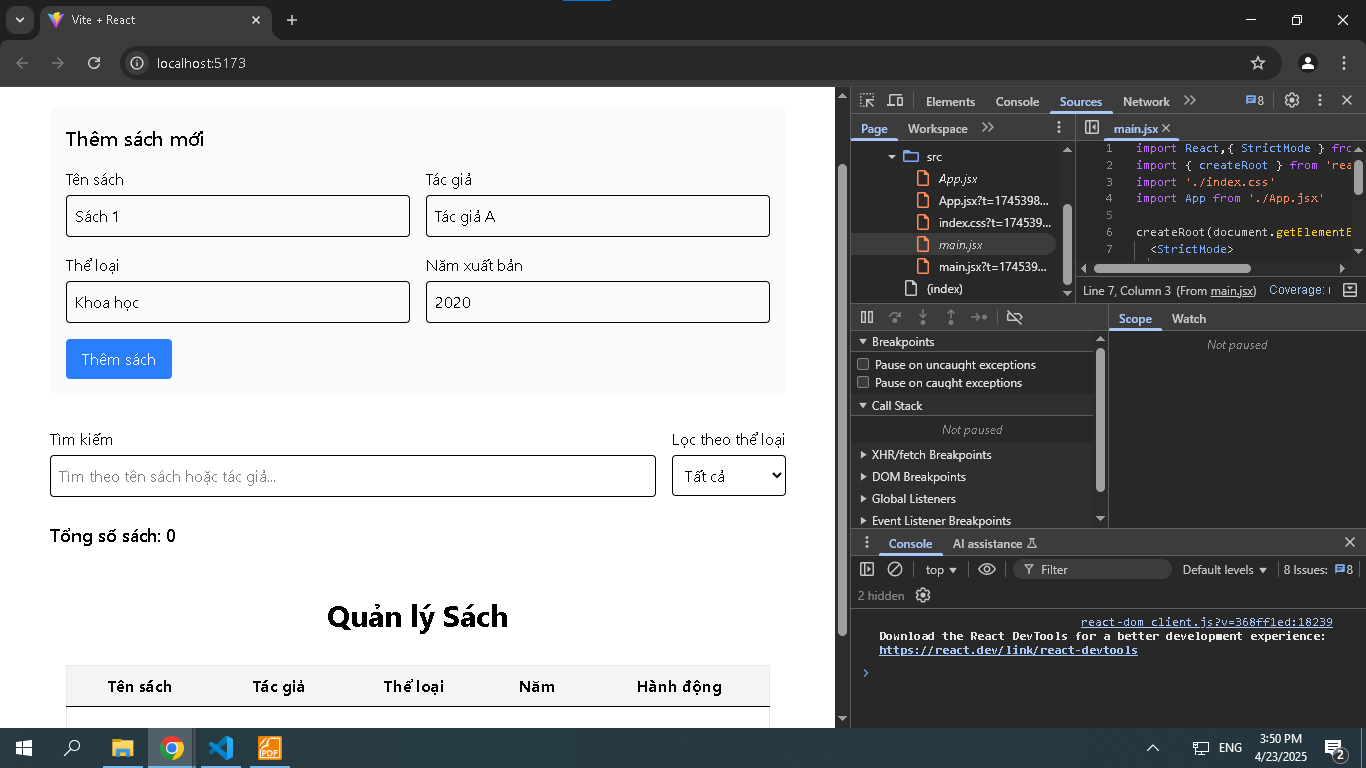 Vite + React
localhost:5173
Thêm sách mới
Tên sách
Tác giả
Sách 1
Tác giả A
Thể loại
Năm xuất bản
Khoa học
2020
Thêm sách
Tìm kiếm
Lọc theo thể loại
Tìm theo tên sách hoặc tác giả...
Tất cả
Tổng số sách: 0
Quản lý Sách
Tên sách Tác giả Thể loại Năm Hành động
Elements Console Sources Network 8
Page Workspace
main.jsx
src
App.jsx
App.jsx?t=1745398...
index.css?t=174539...
main.jsx
main.jsx?t=174539...
(index)
1 import React,{ StrictMode } fro
2 import { createRoot } from 'rea
3 import './index.css'
4 import App from './App.jsx'
5
6 createRoot(document.getElementE
7 <StrictMode>
Line 7, Column 3 (From main.jsx) Coverage:
Scope Watch
Not paused
Breakpoints
Pause on uncaught exceptions
Pause on caught exceptions
Call Stack
Not paused
XHR/fetch Breakpoints
DOM Breakpoints
Global Listeners
Event Listener Breakpoints
Console AI assistance
top Filter Default levels 8 Issues: 8
2 hidden
react-dom_client.js?v=368ff1ed:18239
Download the React DevTools for a better development experience:
https://react.dev/link/react-devtools
PDF
ENG
3:50 PM
4/23/2025
2